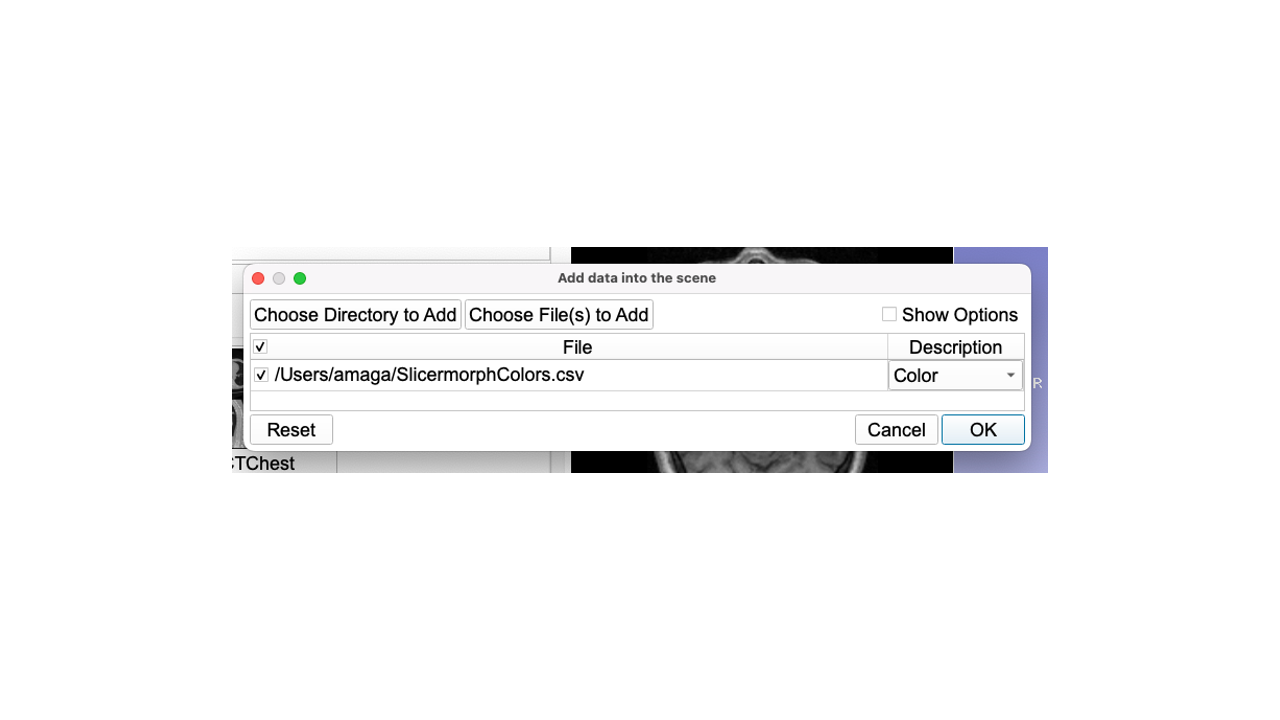 Add data into the scene
Choose Directory to Add Choose File(s) to Add Show Options
File Description
/Users/amaga/SlicermorphColors.csv Color
R
Reset Cancel OK
CTChest